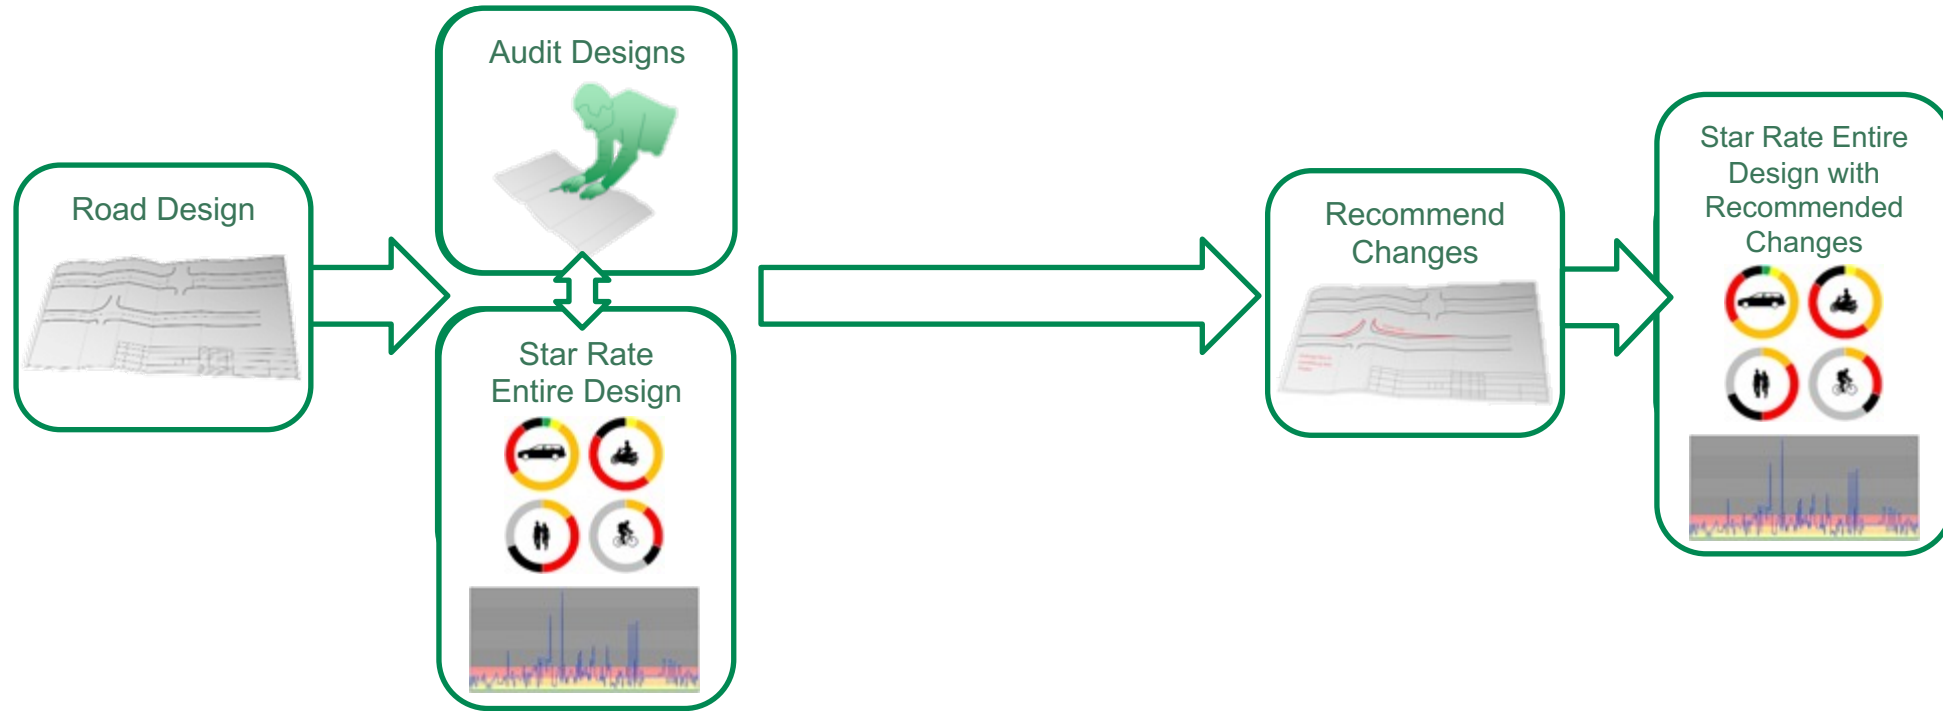 Road Design
Audit Designs
Star Rate
Entire Design
Recommend
Changes
Star Rate Entire
Design with
Recommended
Changes